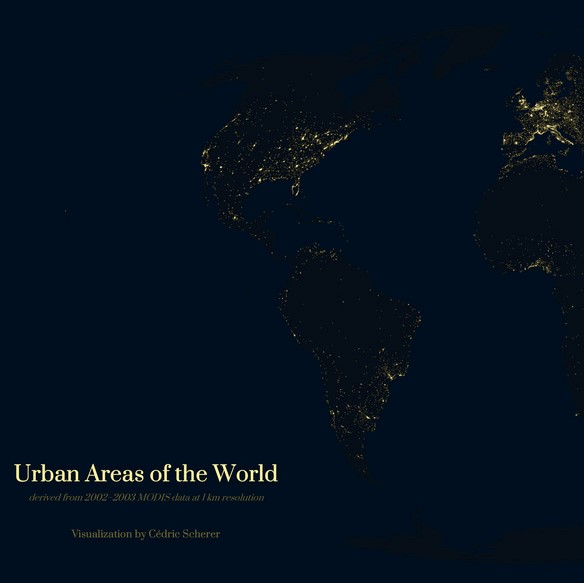 Urban Areas of the World
derived from 2002-2003 MODIS data at 1 km resolution
Visualization by Cédric Scherer